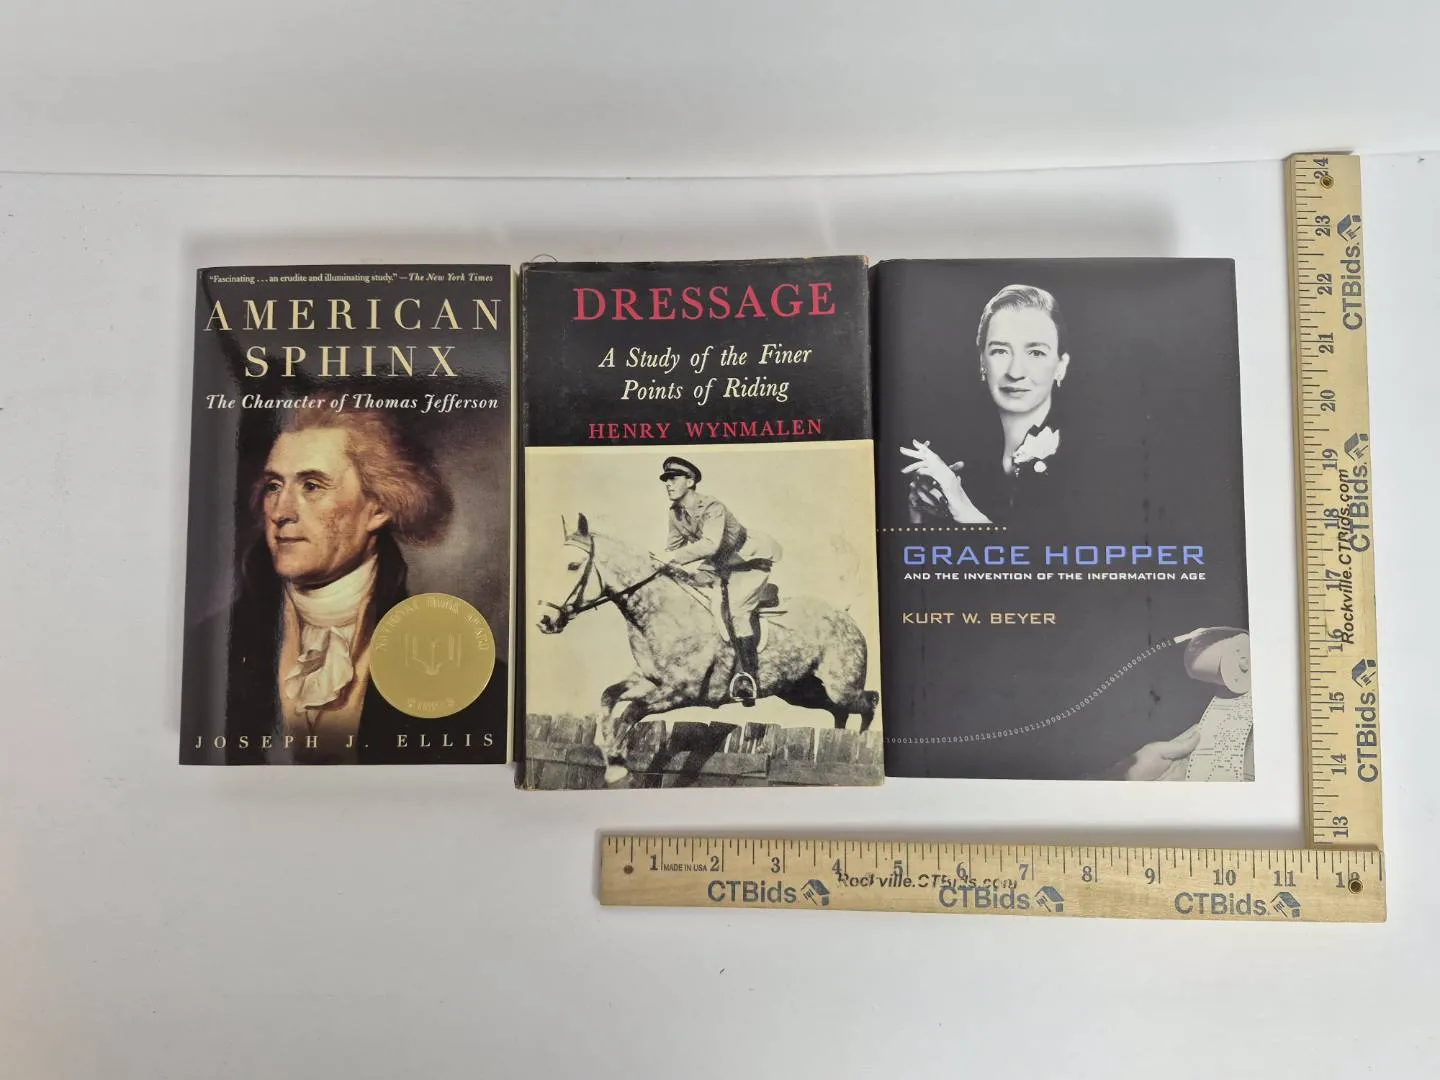 "Fascinating . . . an erudite and illuminating study." —The New York Times
AMERICAN
SPHINX
The Character of Thomas Jefferson
NATIONAL BOOK AWARD
JOSEPH J. ELLIS
DRESSAGE
A Study of the Finer
Points of Riding
HENRY WYNMALEN
GRACE HOPPER
AND THE INVENTION OF THE INFORMATION AGE
KURT W. BEYER
1 MADE IN USA 2 3 4 5 6 7 8 9 10 11 12
Rockville.CTBids.com
CTBids. CTBids. CTBids.
13 14 15 16 17 18 19 20 21 22 23 24
Rockville.CTBids.com
CTBids. CTBids. CTBids.